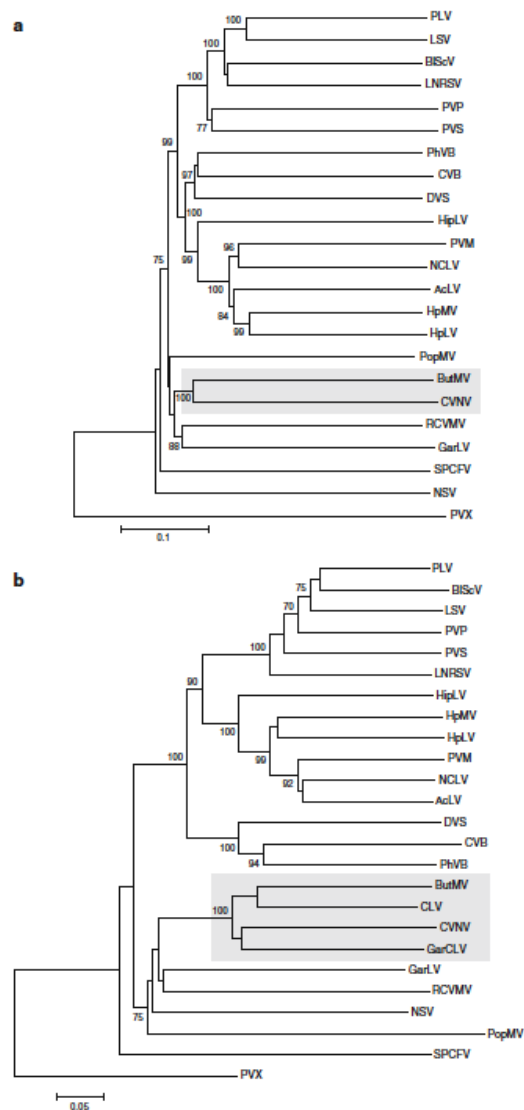 a
PLV
100
LSV
100
BlScV
LNRSV
PVP
77
PVS
99
PhVB
97
CVB
DVS
100
HipLV
99
PVM
96
NCLV
100
AcLV
84
HpMV
99
HpLV
75
PopMV
ButMV
100
CVNV
RCVMV
88
GarLV
SPCFV
NSV
PVX
0.1
b
PLV
75
BlScV
70
LSV
PVP
100
PVS
LNRSV
90
HipLV
100
HpMV
99
HpLV
PVM
92
NCLV
AcLV
100
DVS
100
CVB
94
PhVB
ButMV
100
CLV
CVNV
GarCLV
GarLV
RCVMV
75
NSV
PopMV
SPCFV
PVX
0.05